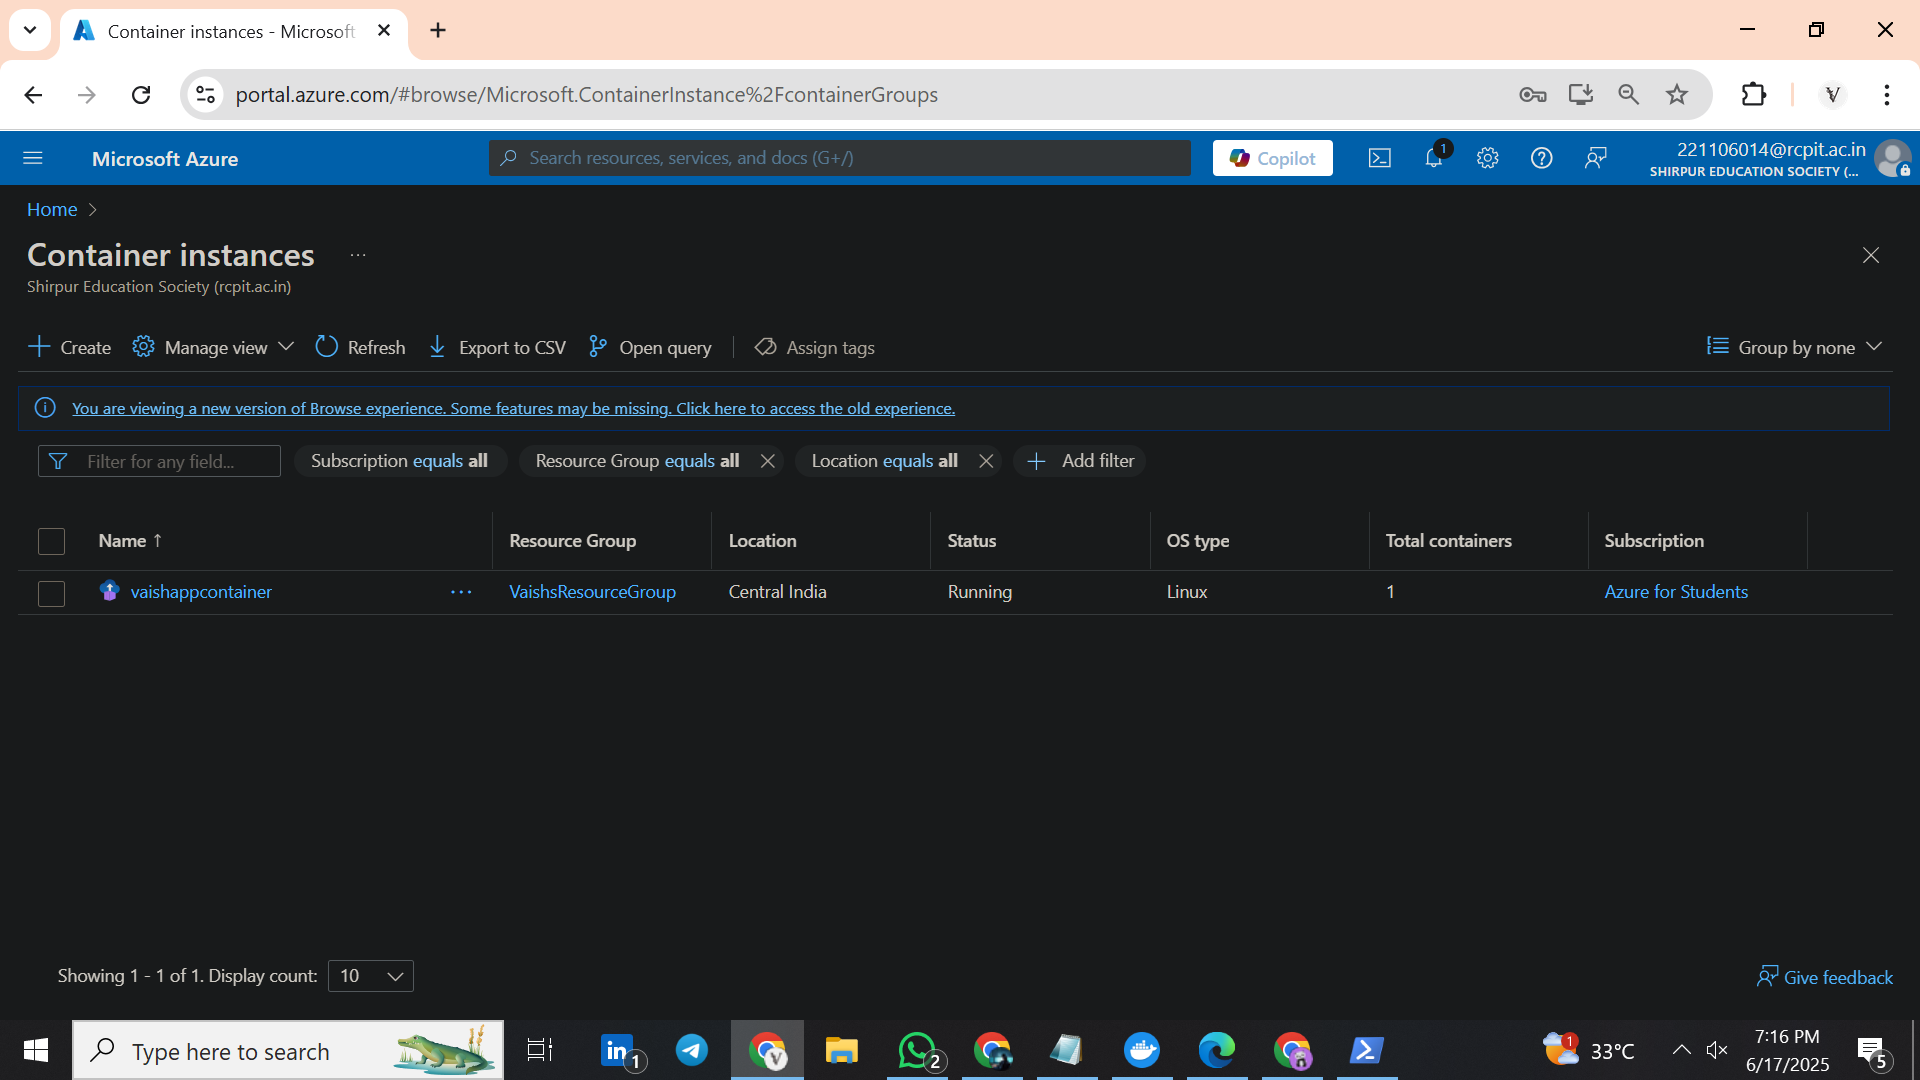 Container instances - Microsoft
portal.azure.com/#browse/Microsoft.ContainerInstance%2FcontainerGroups
Microsoft Azure
Search resources, services, and docs (G+/)
Copilot
1
221106014@rcpit.ac.in
SHIRPUR EDUCATION SOCIETY (...
Home
Container instances ...
Shirpur Education Society (rcpit.ac.in)
Create Manage view Refresh Export to CSV Open query Assign tags Group by none
You are viewing a new version of Browse experience. Some features may be missing. Click here to access the old experience.
Filter for any field... Subscription equals all Resource Group equals all Location equals all Add filter
Name ↑ Resource Group Location Status OS type Total containers Subscription
vaishappcontainer ... VaishsResourceGroup Central India Running Linux 1 Azure for Students
Showing 1 - 1 of 1. Display count: 10
Give feedback
Type here to search
in 1
V
2
1
33°C
7:16 PM
6/17/2025
5